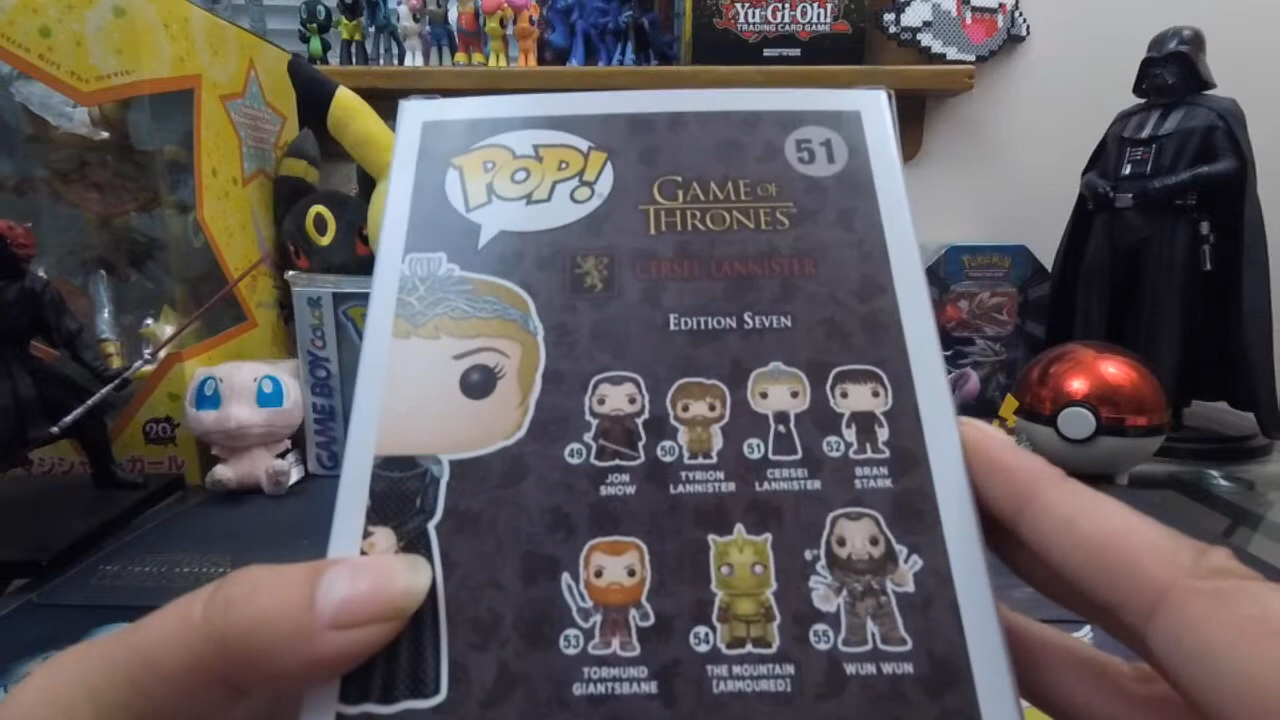 Yu-Gi-Oh!
TRADING CARD GAME
POP!
51
GAME OF
THRONES
CERSEI LANNISTER
EDITION SEVEN
49
JON
SNOW
50
TYRION
LANNISTER
51
CERSEI
LANNISTER
52
BRAN
STARK
53
TORMUND
GIANTSBANE
54
THE MOUNTAIN
[ARMOURED]
6"
55
WUN WUN
GAME BOY COLOR
POKéMON
20